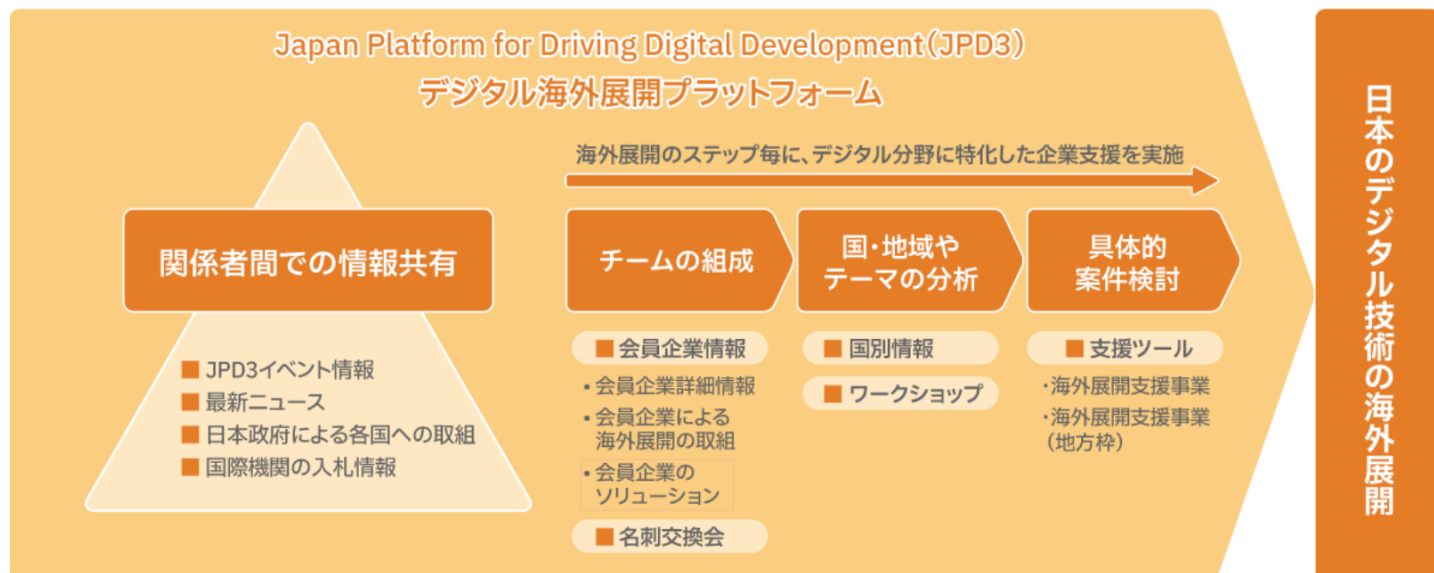 Japan Platform for Driving Digital Development（JPD3）
デジタル海外展開プラットフォーム
関係者間での情報共有
■ JPD3イベント情報
■ 最新ニュース
■ 日本政府による各国への取組
■ 国際機関の入札情報
海外展開のステップ毎に、デジタル分野に特化した企業支援を実施
チームの組成
■ 会員企業情報
・会員企業詳細情報
・会員企業による
海外展開の取組
・会員企業の
ソリューション
■ 名刺交換会
国・地域や
テーマの分析
■ 国別情報
■ ワークショップ
具体的
案件検討
■ 支援ツール
・海外展開支援事業
・海外展開支援事業
（地方枠）
日本のデジタル技術の海外展開